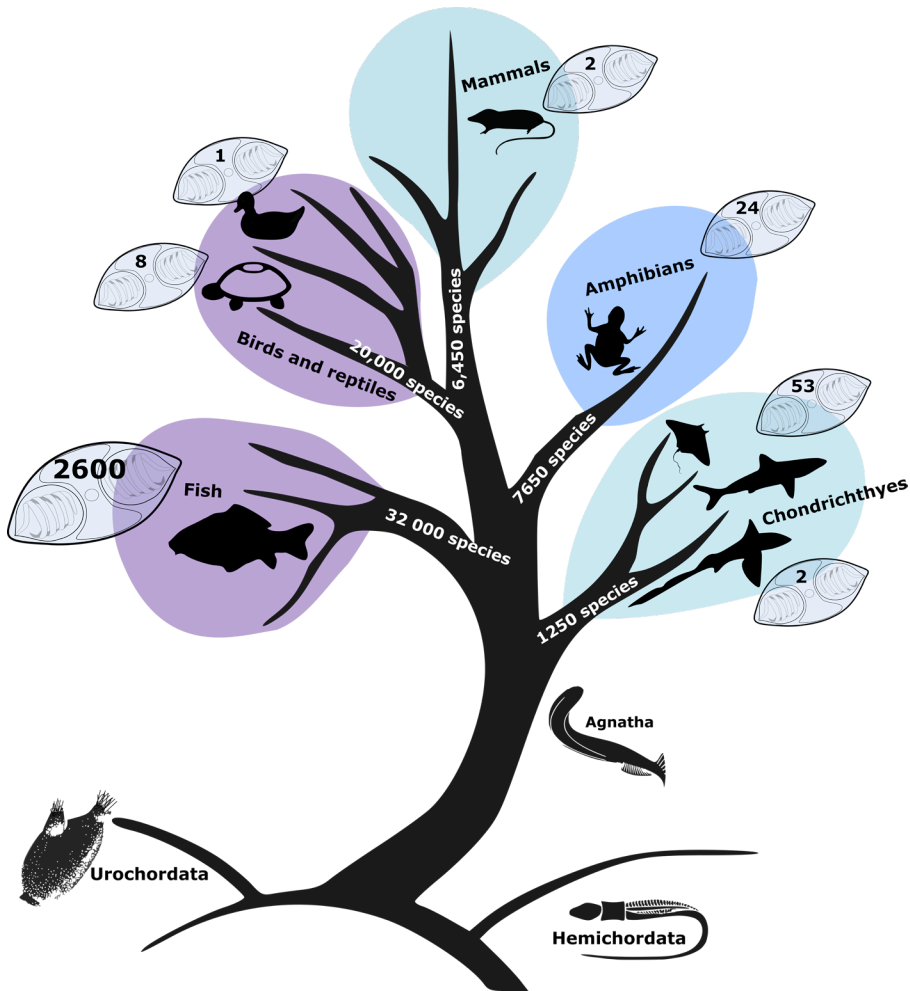 Mammals
2
1
24
8
Amphibians
6,450 species
Birds and reptiles
20,000 species
53
2600
Fish
7650 species
Chondrichthyes
32 000 species
2
1250 species
Agnatha
Urochordata
Hemichordata